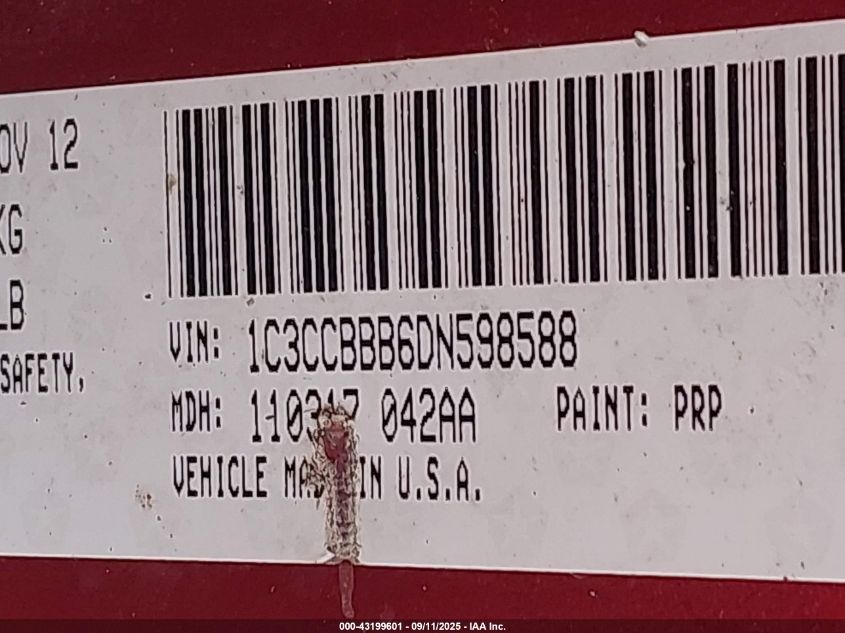 OV 12
KG
LB
SAFETY,
VIN: 1C3CCBBB6DN598588
MDH: 110317 042AA PAINT: PRP
VEHICLE MADE IN U.S.A.
000-43199601 - 09/11/2025 - IAA Inc.